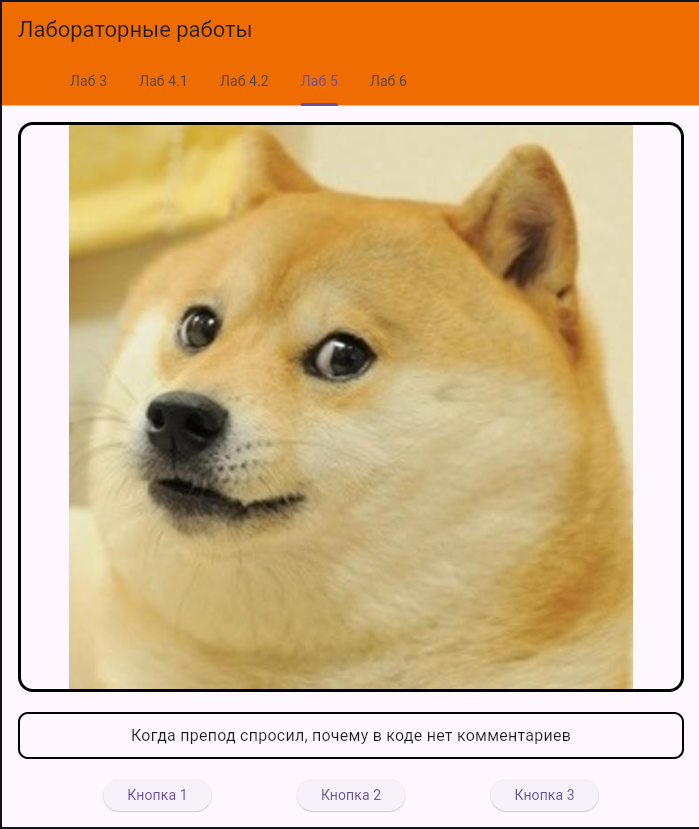 Лабораторные работы
Лаб 3 Лаб 4.1 Лаб 4.2 Лаб 5 Лаб 6
Когда препод спросил, почему в коде нет комментариев
Кнопка 1 Кнопка 2 Кнопка 3